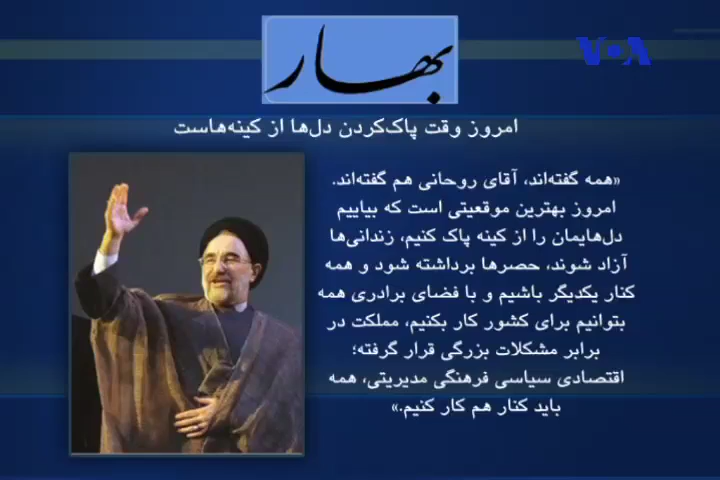 بهار
VOA
امروز وقت پاک‌کردن دل‌ها از کینه‌هاست
«همه گفته‌اند، آقای روحانی هم گفته‌اند.
امروز بهترین موقعیتی است که بیاییم
دل‌هایمان را از کینه پاک کنیم، زندانی‌ها
آزاد شوند، حصرها برداشته شود و همه
کنار یکدیگر باشیم و با فضای برادری همه
بتوانیم برای کشور کار بکنیم، مملکت در
برابر مشکلات بزرگی قرار گرفته؛
اقتصادی سیاسی فرهنگی مدیریتی، همه
باید کنار هم کار کنیم.»